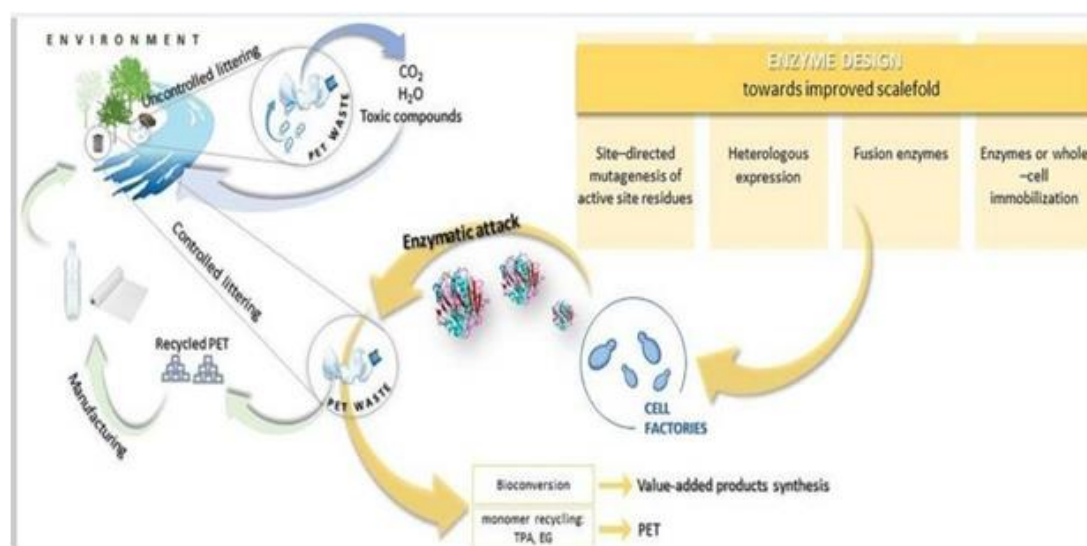 ENVIRONMENT
Uncontrolled littering
PET WASTE
CO₂
H₂O
Toxic compounds
ENZYME DESIGN
towards improved scalefold
Site–directed
mutagenesis of
active site residues
Heterologous
expression
Fusion enzymes
Enzymes or whole
–cell
immobilization
Enzymatic attack
Controlled littering
Recycled PET
Manufacturing
PET WASTE
CELL
FACTORIES
Bioconversion
Value-added products synthesis
monomer recycling:
TPA, EG
PET